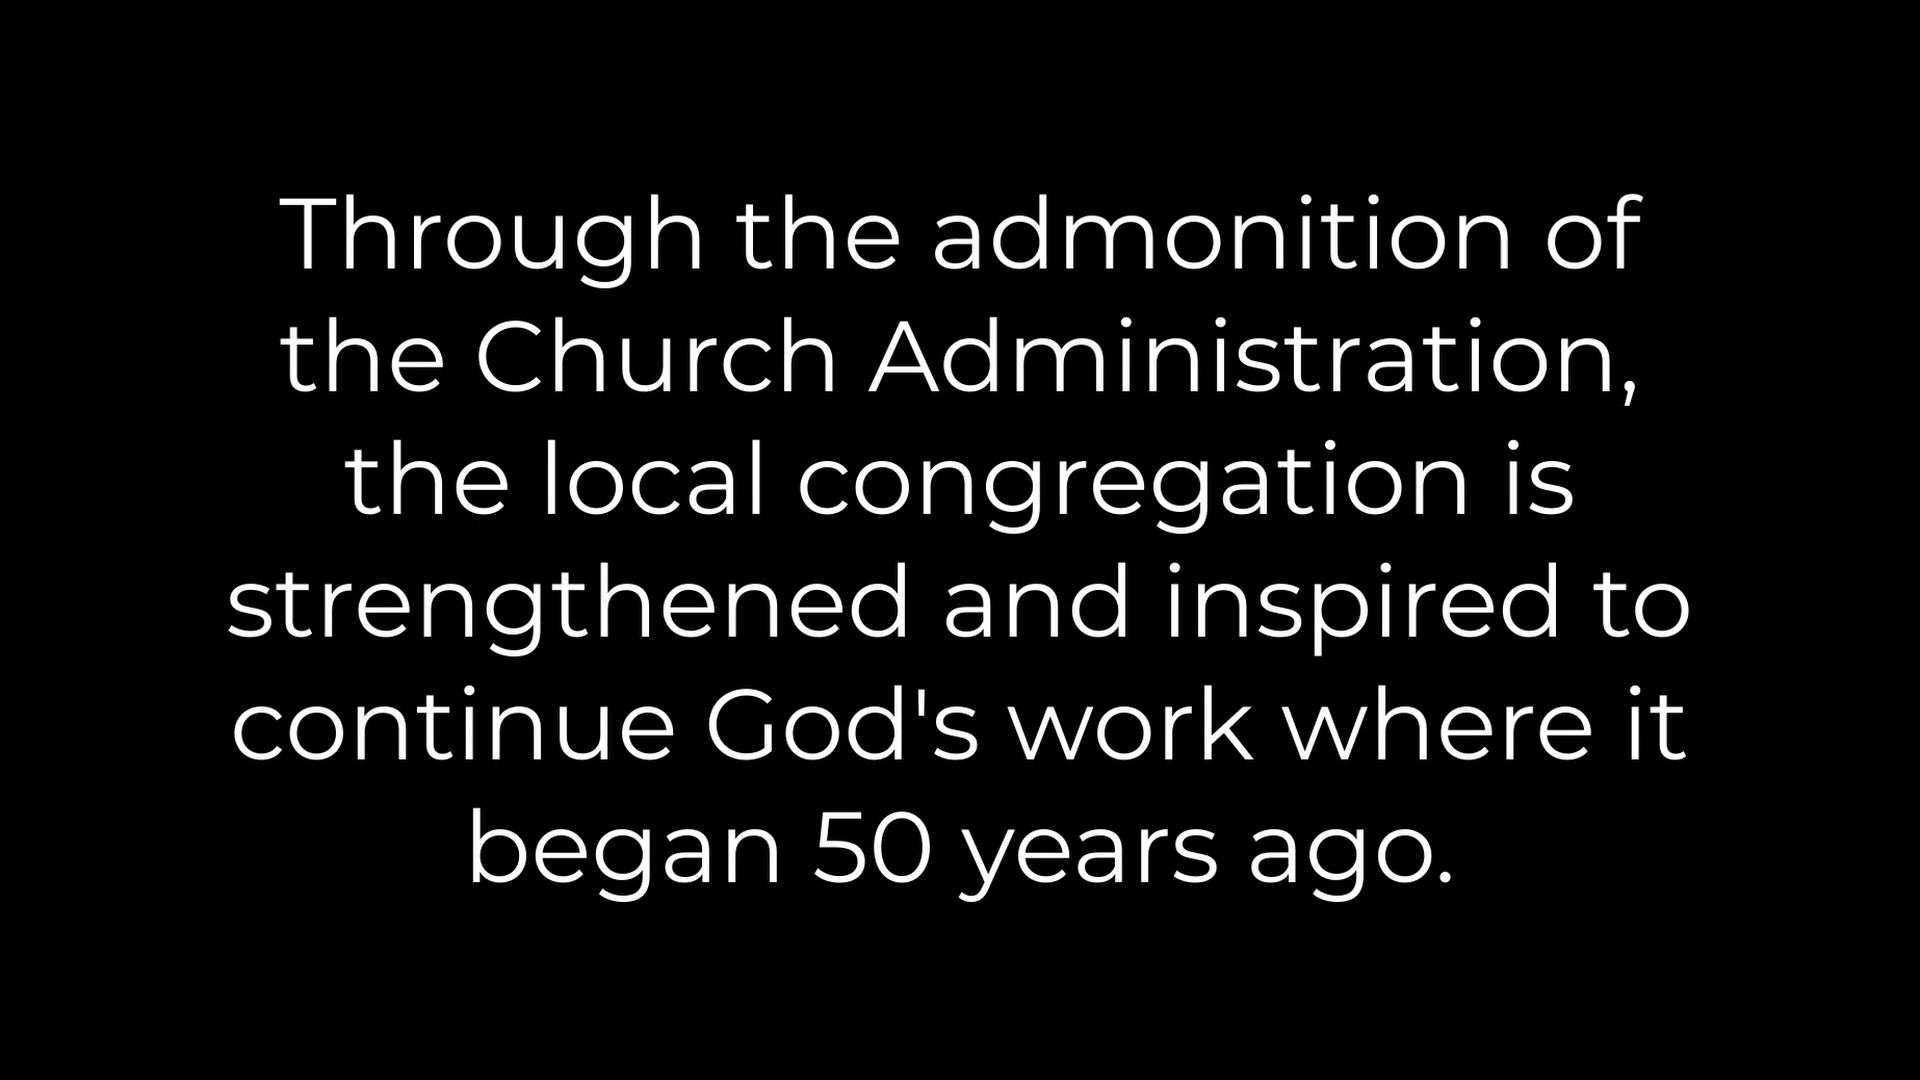 Through the admonition of
the Church Administration,
the local congregation is
strengthened and inspired to
continue God's work where it
began 50 years ago.